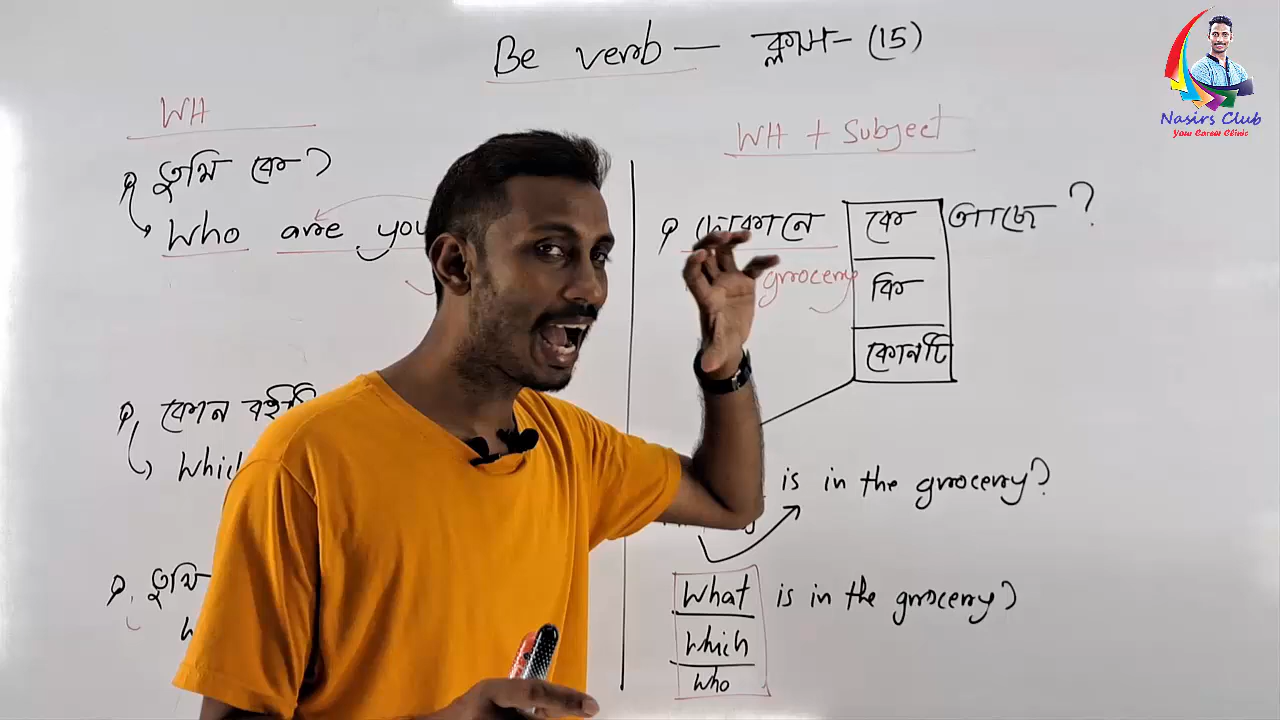 Be verb — ক্লাস - (15)
Nasirs Club
Your Career Clinic
WH
তুমি কে?
Who are you
কোন বইটি
Which
তুমি
WH + Subject
দোকানে কে আছে ?
grocery কি
কোনটি
is in the grocery?
What is in the grocery?
Which
Who